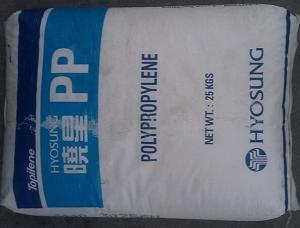 Topilene
HYOSUNG
曉星 PP
POLYPROPYLENE
NET WT. : 25 KGS
HYOSUNG